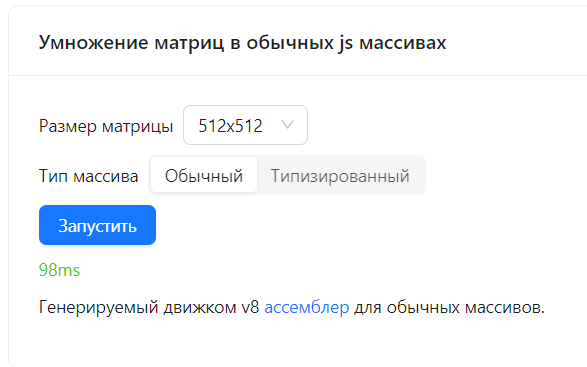 Умножение матриц в обычных js массивах
Размер матрицы 512x512
Тип массива Обычный Типизированный
Запустить
98ms
Генерируемый движком v8 ассемблер для обычных массивов.